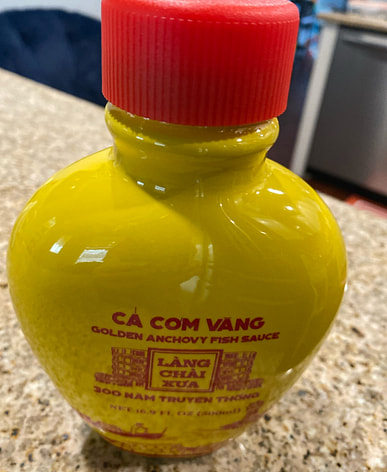 CÁ CƠM VÀNG
GOLDEN ANCHOVY FISH SAUCE
LÀNG
CHÀI
XƯA
300 NĂM TRUYỀN THỐNG